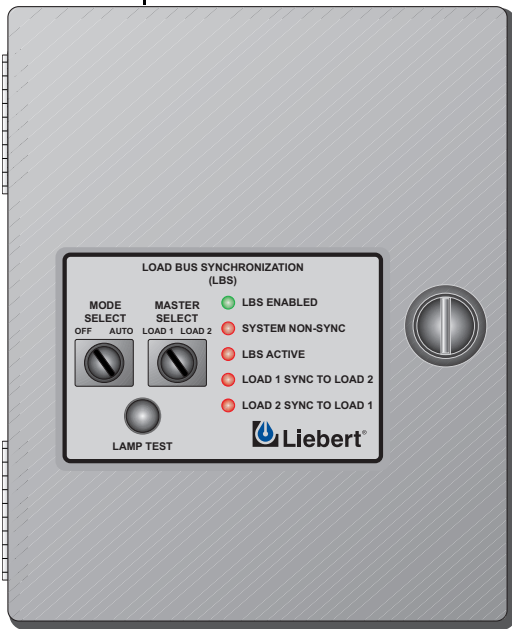 LOAD BUS SYNCHRONIZATION
(LBS)
MODE
SELECT
OFF AUTO
MASTER
SELECT
LOAD 1 LOAD 2
LAMP TEST
LBS ENABLED
SYSTEM NON-SYNC
LBS ACTIVE
LOAD 1 SYNC TO LOAD 2
LOAD 2 SYNC TO LOAD 1
Liebert®